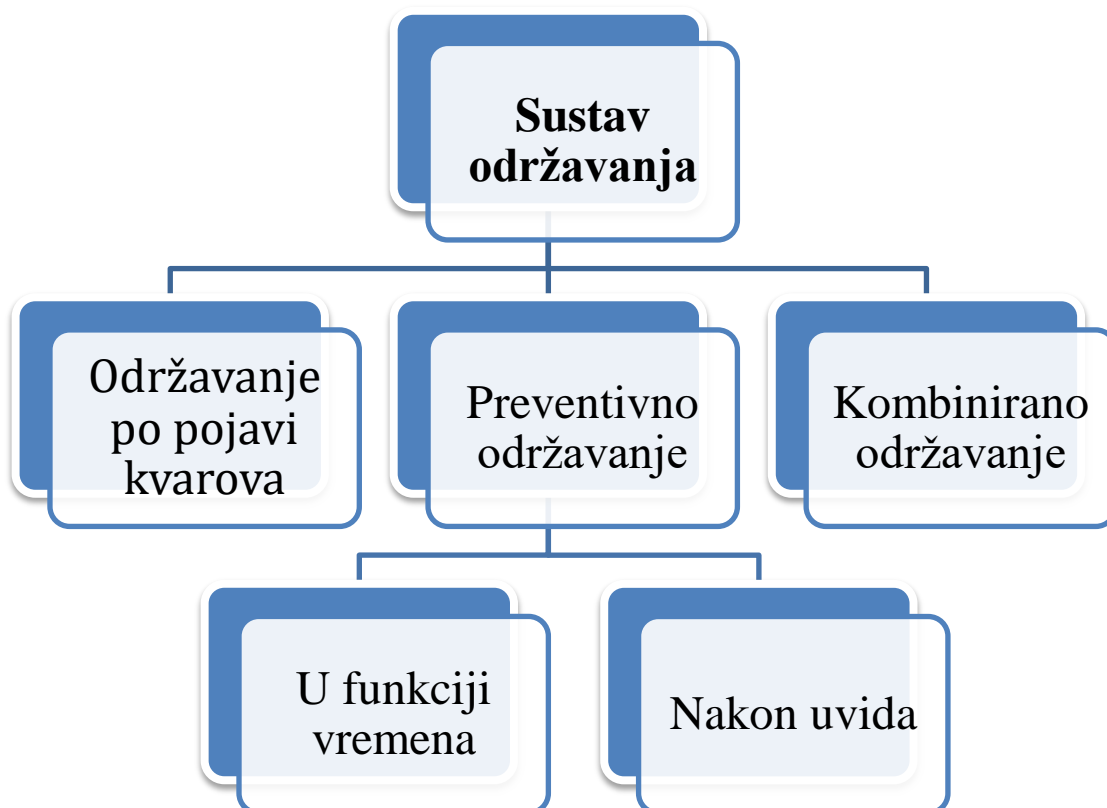 Sustav
održavanja
Održavanje
po pojavi
kvarova
Preventivno
održavanje
Kombinirano
održavanje
U funkciji
vremena
Nakon uvida